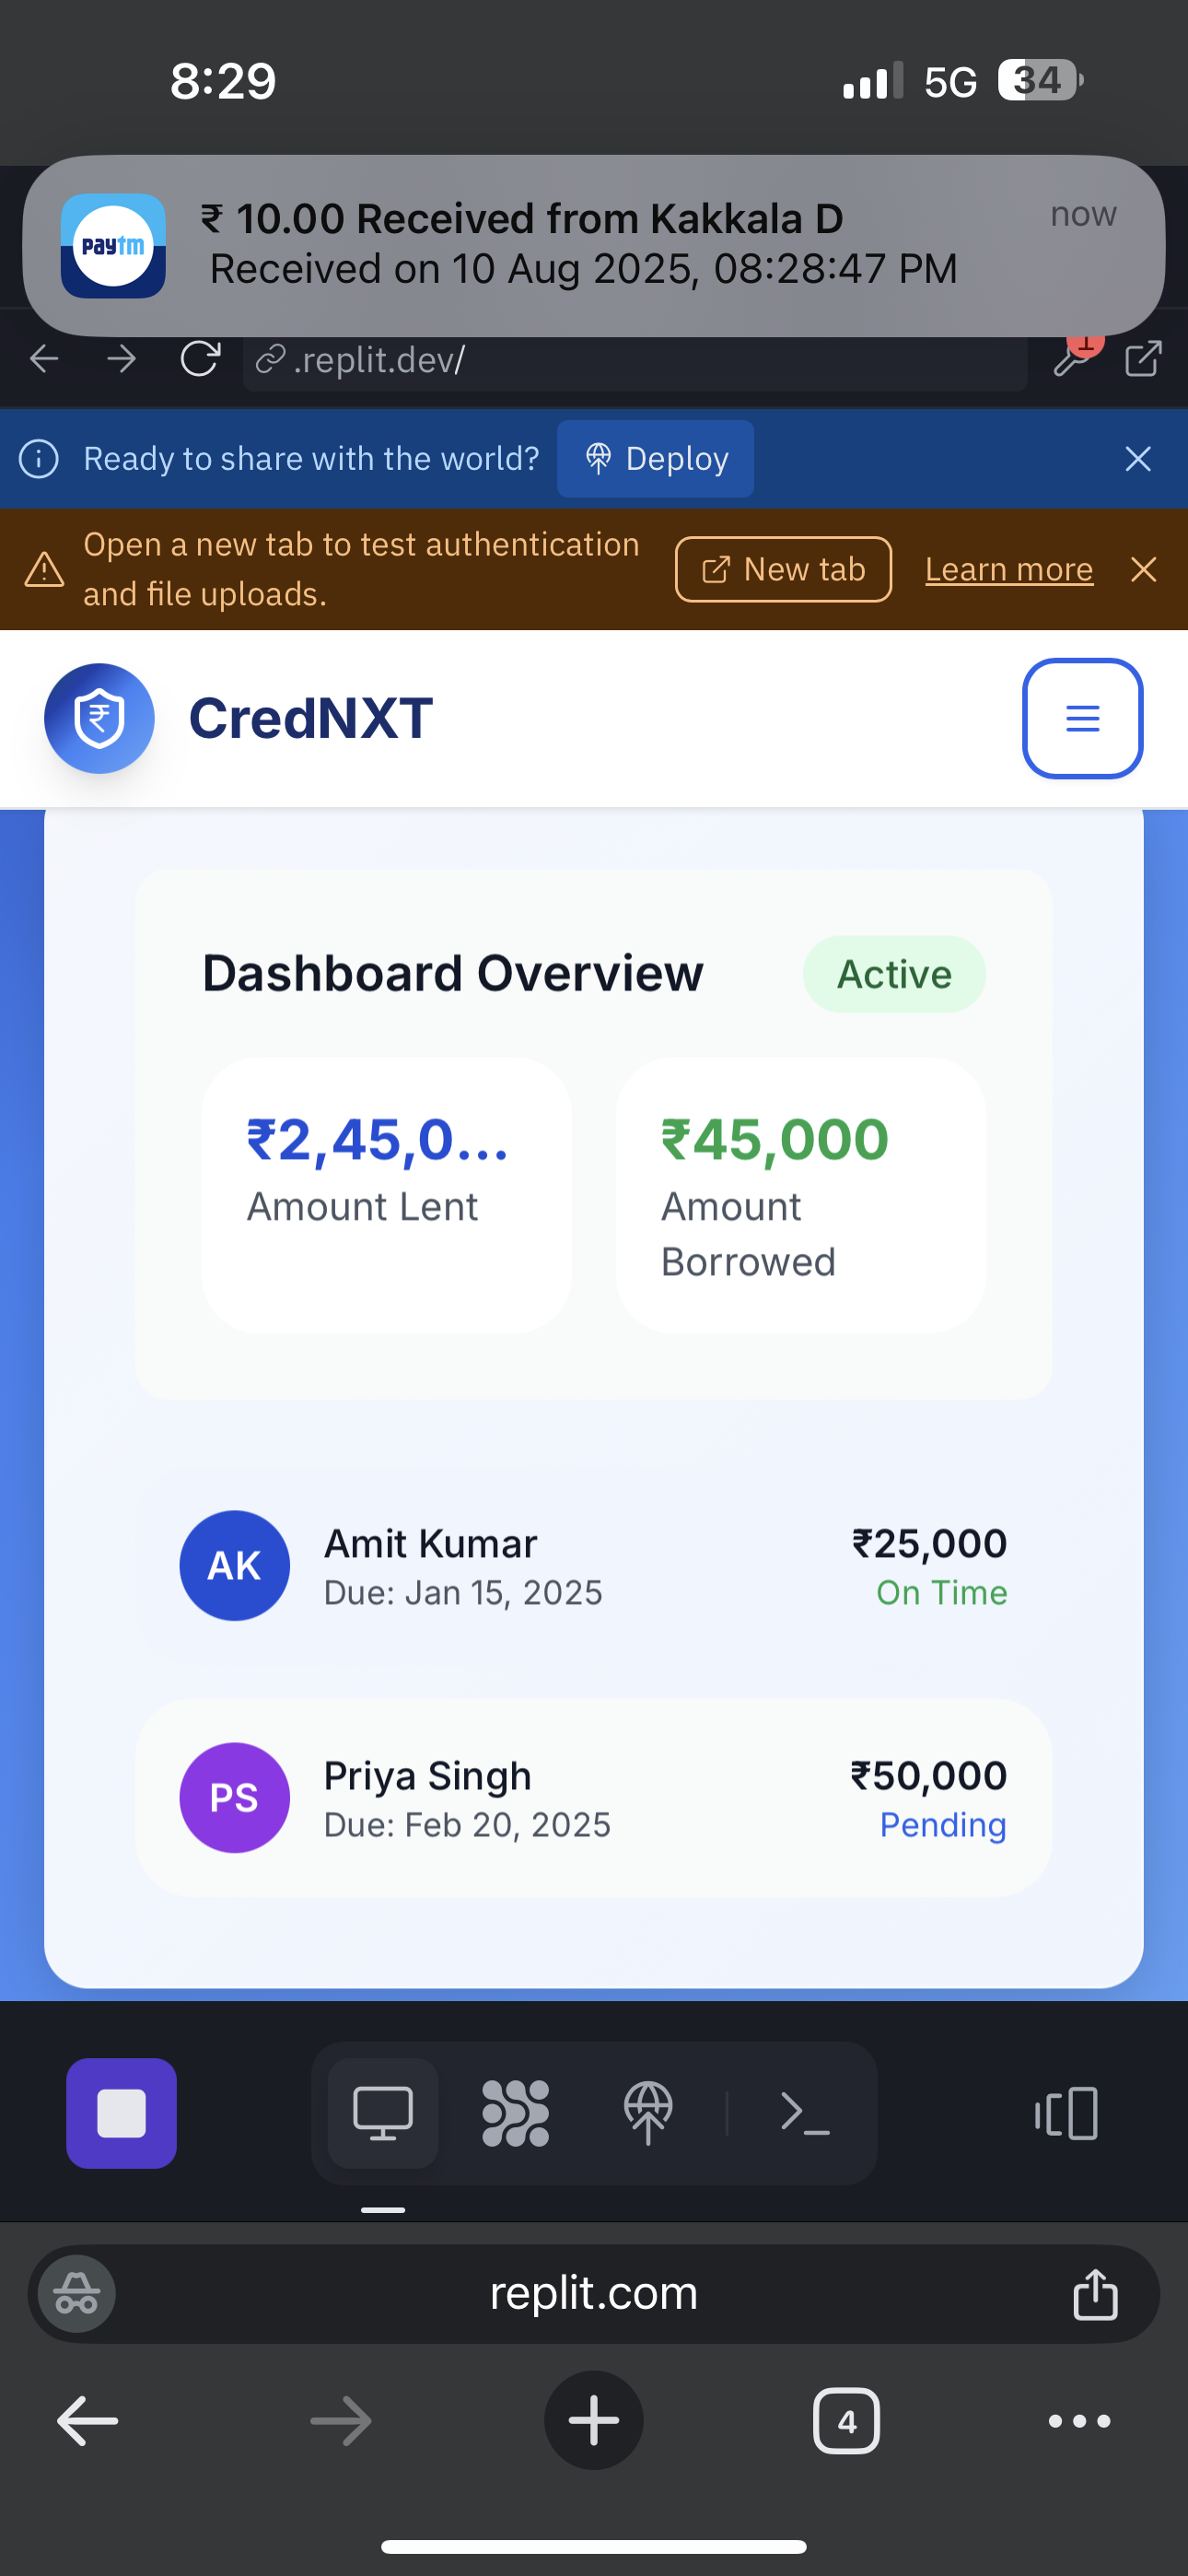 8:29
5G
34
paytm
₹ 10.00 Received from Kakkala D
now
Received on 10 Aug 2025, 08:28:47 PM
.replit.dev/
1
Ready to share with the world?
Deploy
Open a new tab to test authentication
and file uploads.
New tab
Learn more
₹
CredNXT
Dashboard Overview
Active
₹2,45,0...
Amount Lent
₹45,000
Amount
Borrowed
AK
Amit Kumar
Due: Jan 15, 2025
₹25,000
On Time
PS
Priya Singh
Due: Feb 20, 2025
₹50,000
Pending
replit.com
4